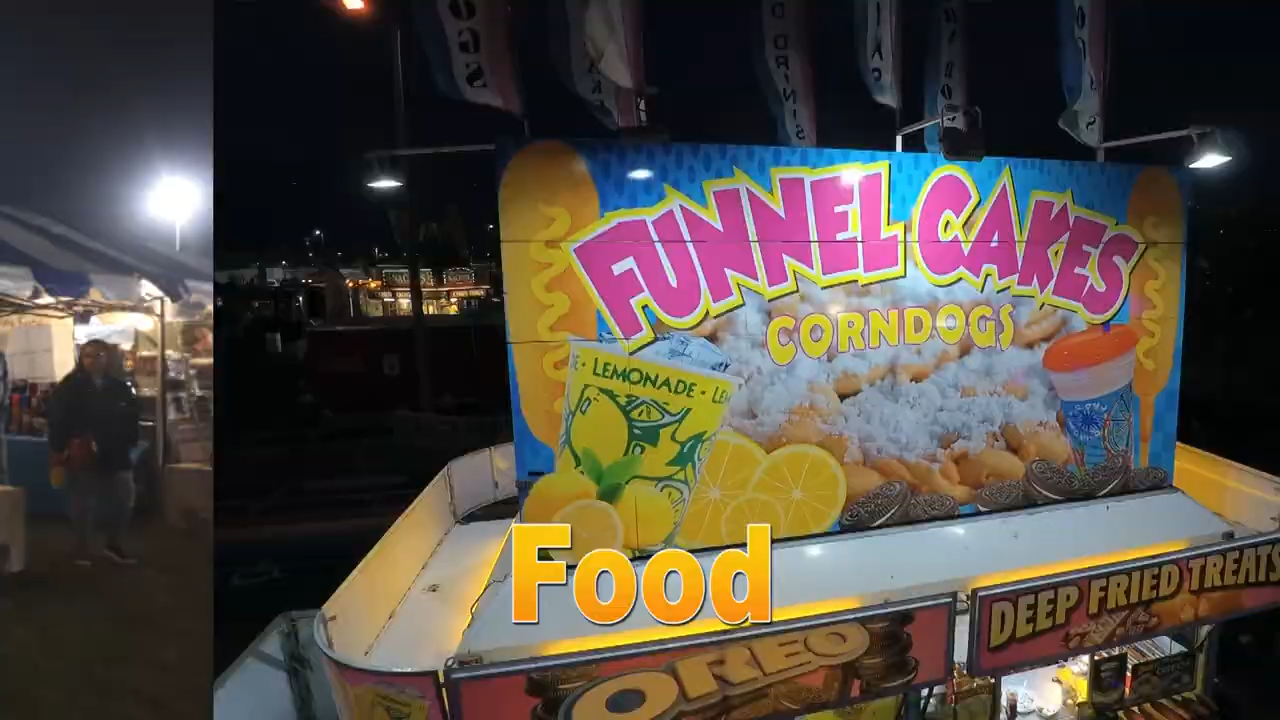 FUNNEL CAKES
CORNDOGS
LEMONADE
Food
OREO
DEEP FRIED TREATS